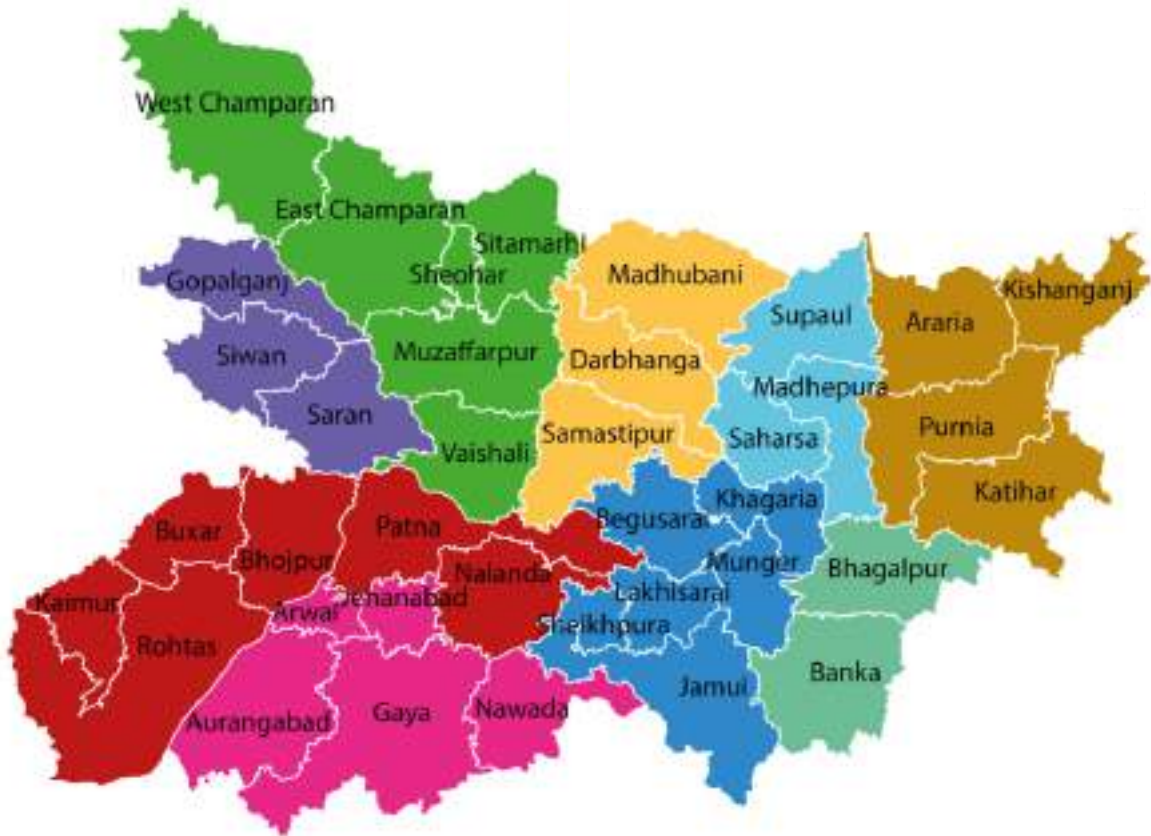 West Champaran
East Champaran
Sitamarhi
Sheohar
Madhubani
Gopalganj
Kishanganj
Supaul
Araria
Siwan
Muzaffarpur
Darbhanga
Madhepura
Saran
Purnia
Samastipur
Saharsa
Vaishali
Katihar
Khagaria
Buxar
Patna
Begusarai
Bhojpur
Munger
Bhagalpur
Nalanda
Kaimur
Jehanabad
Lakhisarai
Arwal
Sheikhpura
Rohtas
Banka
Jamui
Aurangabad
Gaya
Nawada